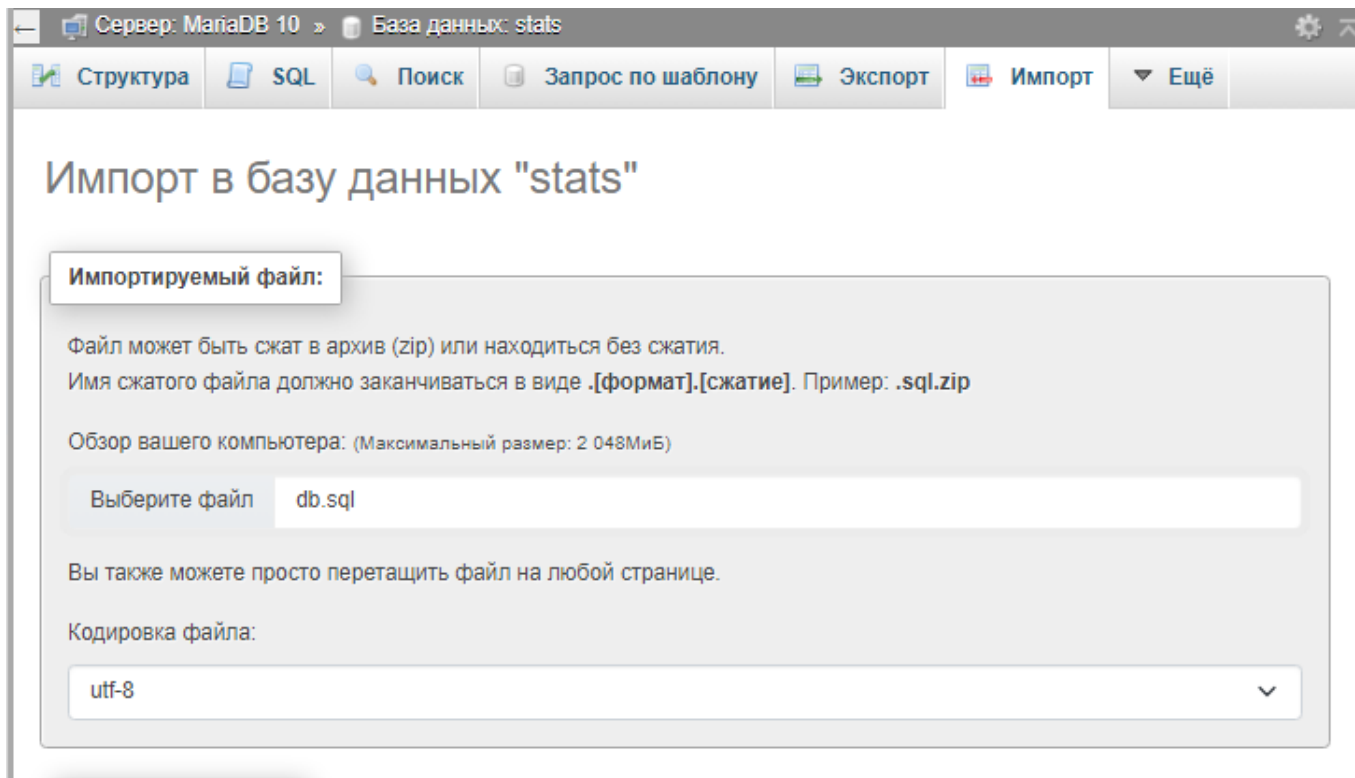 Сервер: MariaDB 10 » База данных: stats
Структура SQL Поиск Запрос по шаблону Экспорт Импорт Ещё
Импорт в базу данных "stats"
Импортируемый файл:
Файл может быть сжат в архив (zip) или находиться без сжатия.
Имя сжатого файла должно заканчиваться в виде .[формат].[сжатие]. Пример: .sql.zip
Обзор вашего компьютера: (Максимальный размер: 2 048МиБ)
Выберите файл db.sql
Вы также можете просто перетащить файл на любой странице.
Кодировка файла:
utf-8